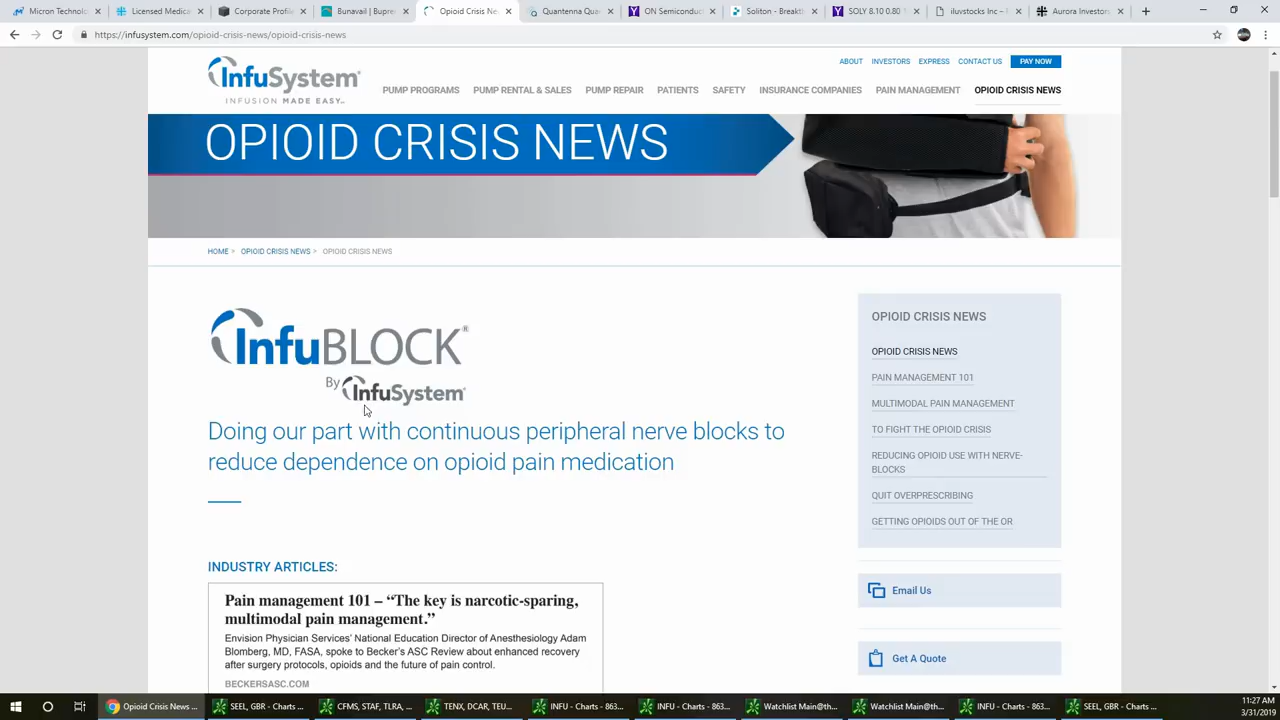 Micron Technolo
Licensed Medica
Corporate Profile
Bunavail | Bupre
Opioid Crisis Ne
Quantenna Qua
ON Semiconduct
Soliton - Breakth
SOLY 8.10 0.80
iluvstocks Inc –
Aurora Investors
https://infusystem.com/opioid-crisis-news/opioid-crisis-news
InfuSystem
INFUSION MADE EASY
ABOUT INVESTORS EXPRESS CONTACT US PAY NOW
PUMP PROGRAMS PUMP RENTAL & SALES PUMP REPAIR PATIENTS SAFETY INSURANCE COMPANIES PAIN MANAGEMENT OPIOID CRISIS NEWS
OPIOID CRISIS NEWS
HOME > OPIOID CRISIS NEWS > OPIOID CRISIS NEWS
InfuBLOCK®
By InfuSystem®
Doing our part with continuous peripheral nerve blocks to
reduce dependence on opioid pain medication
INDUSTRY ARTICLES:
Pain management 101 – “The key is narcotic-sparing,
multimodal pain management.”
Envision Physician Services’ National Education Director of Anesthesiology Adam
Blomberg, MD, FASA, spoke to Becker’s ASC Review about enhanced recovery
after surgery protocols, opioids and the future of pain control.
BECKERSASC.COM
OPIOID CRISIS NEWS
OPIOID CRISIS NEWS
PAIN MANAGEMENT 101
MULTIMODAL PAIN MANAGEMENT
TO FIGHT THE OPIOID CRISIS
REDUCING OPIOID USE WITH NERVE-
BLOCKS
QUIT OVERPRESCRIBING
GETTING OPIOIDS OUT OF THE OR
Email Us
Get A Quote
Opioid Crisis News ...
SEEL, GBR - Charts ...
CFMS, STAF, TLRA, ...
TENX, DCAR, TEU...
INFU - Charts - 863...
INFU - Charts - 863...
Watchlist Main@th...
Watchlist Main@th...
INFU - Charts - 863...
SEEL, GBR - Charts ...
11:27 AM
3/31/2019